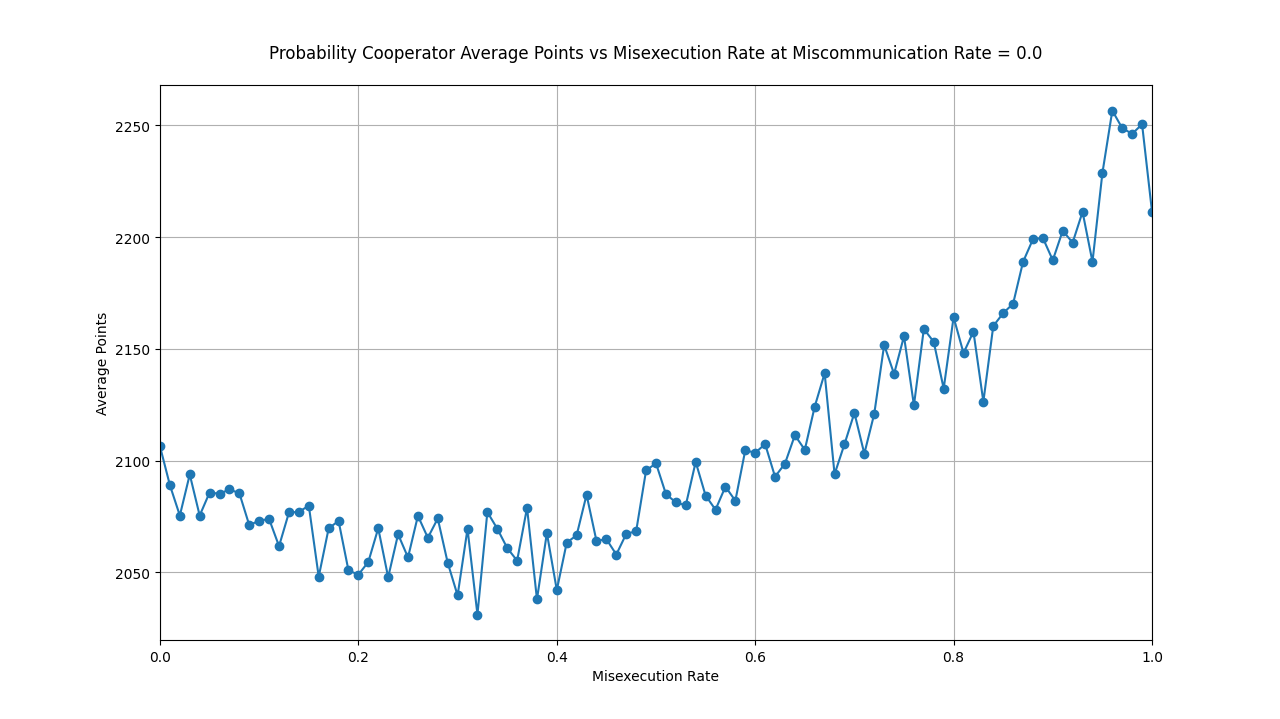 Probability Cooperator Average Points vs Misexecution Rate at Miscommunication Rate = 0.0
2250
2200
2150
2100
2050
Average Points
0.0 0.2 0.4 0.6 0.8 1.0
Misexecution Rate